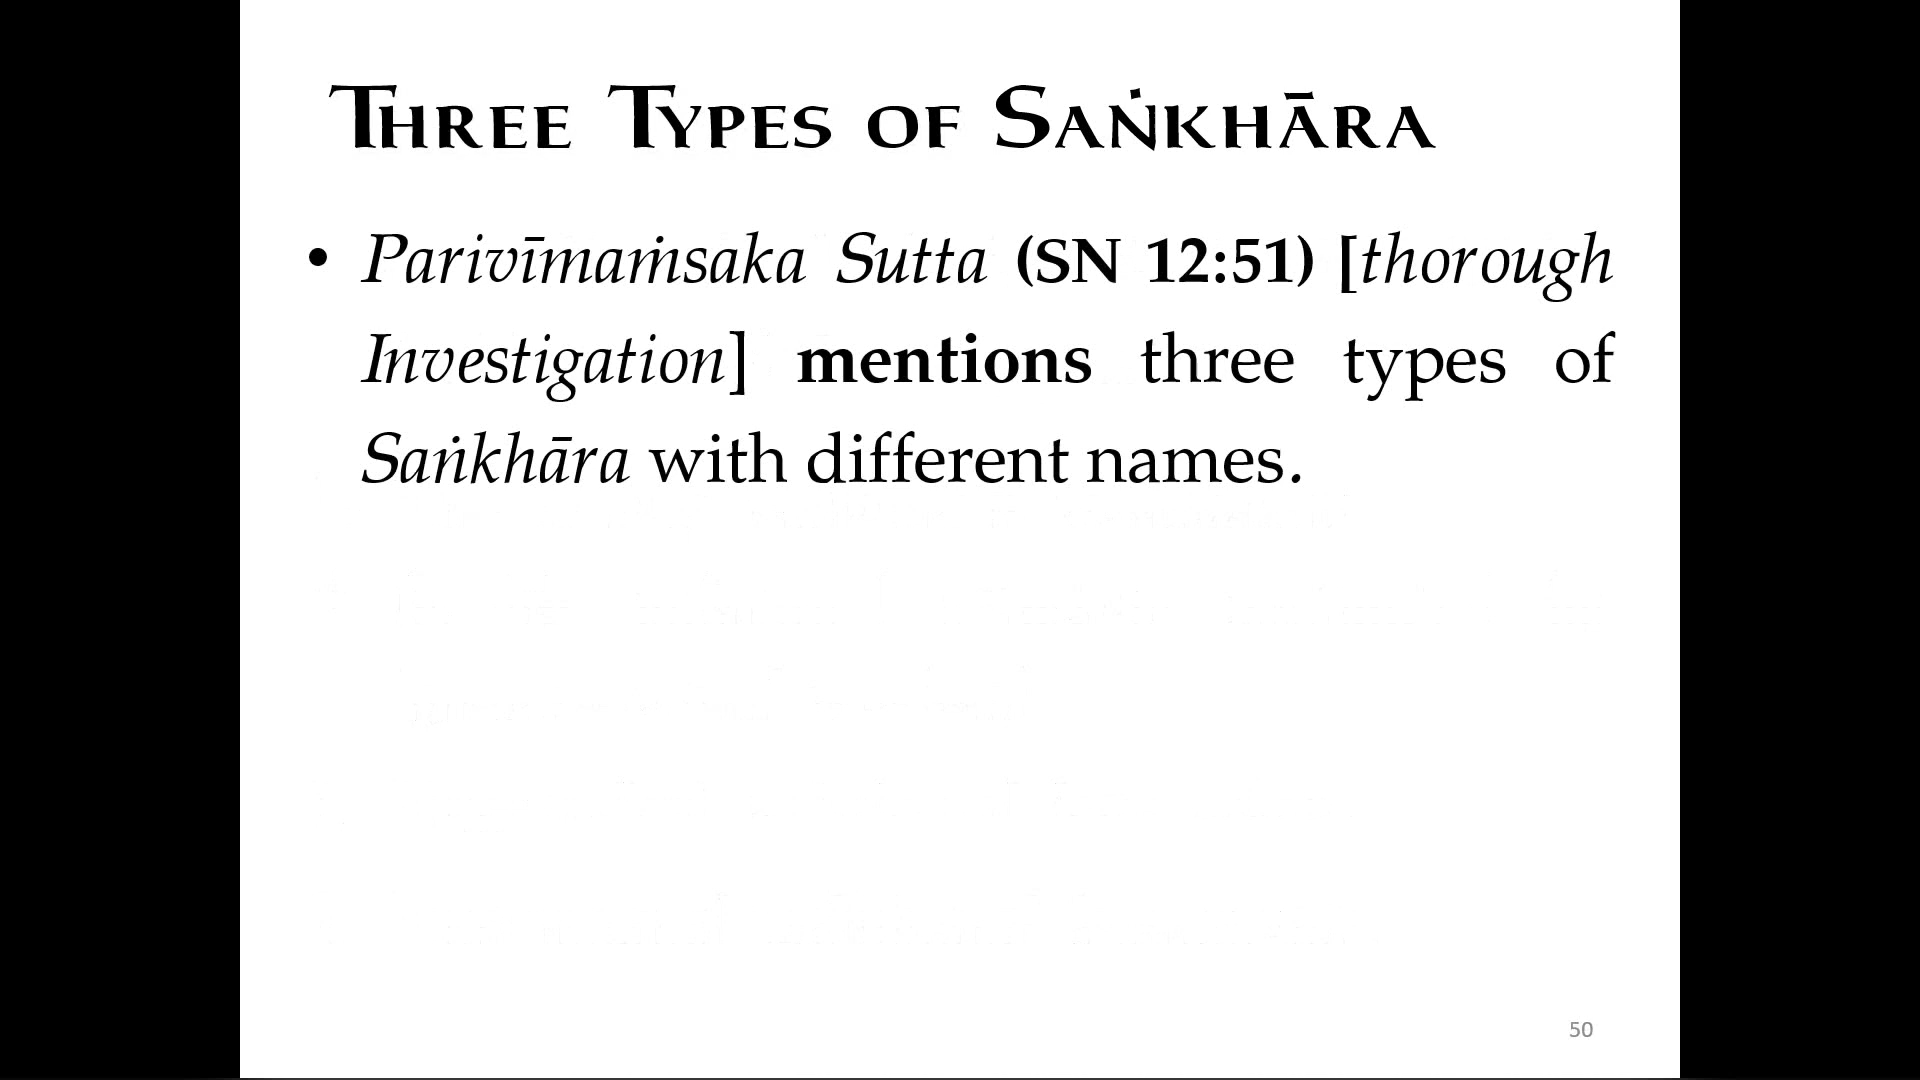 Three Types of Saṅkhāra
• Parivīmaṁsaka Sutta (SN 12:51) [thorough
Investigation] mentions three types of
Saṅkhāra with different names.
50